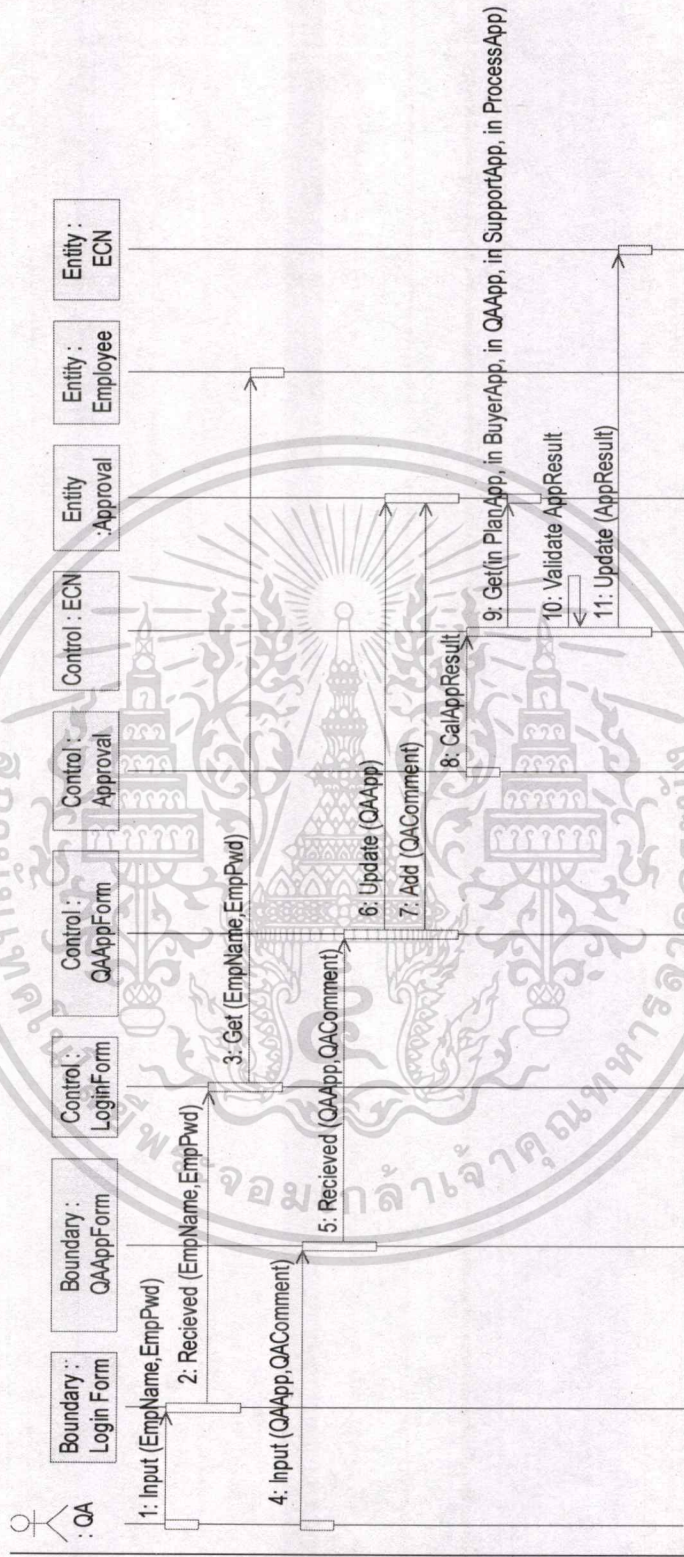 : QA
Boundary :
Login Form
Boundary :
QAAppForm
Control :
LoginForm
Control :
QAAppForm
Control :
Approval
Control : ECN
Entity
:Approval
Entity :
Employee
Entity :
ECN
1: Input (EmpName,EmpPwd)
2: Recieved (EmpName,EmpPwd)
3: Get (EmpName,EmpPwd)
4: Input (QAApp,QAComment)
5: Recieved (QAApp,QAComment)
6: Update (QAApp)
7: Add (QAComment)
8: CalAppResult
9: Get(in PlanApp, in BuyerApp, in QAApp, in SupportApp, in ProcessApp)
10: Validate AppResult
11: Update (AppResult)